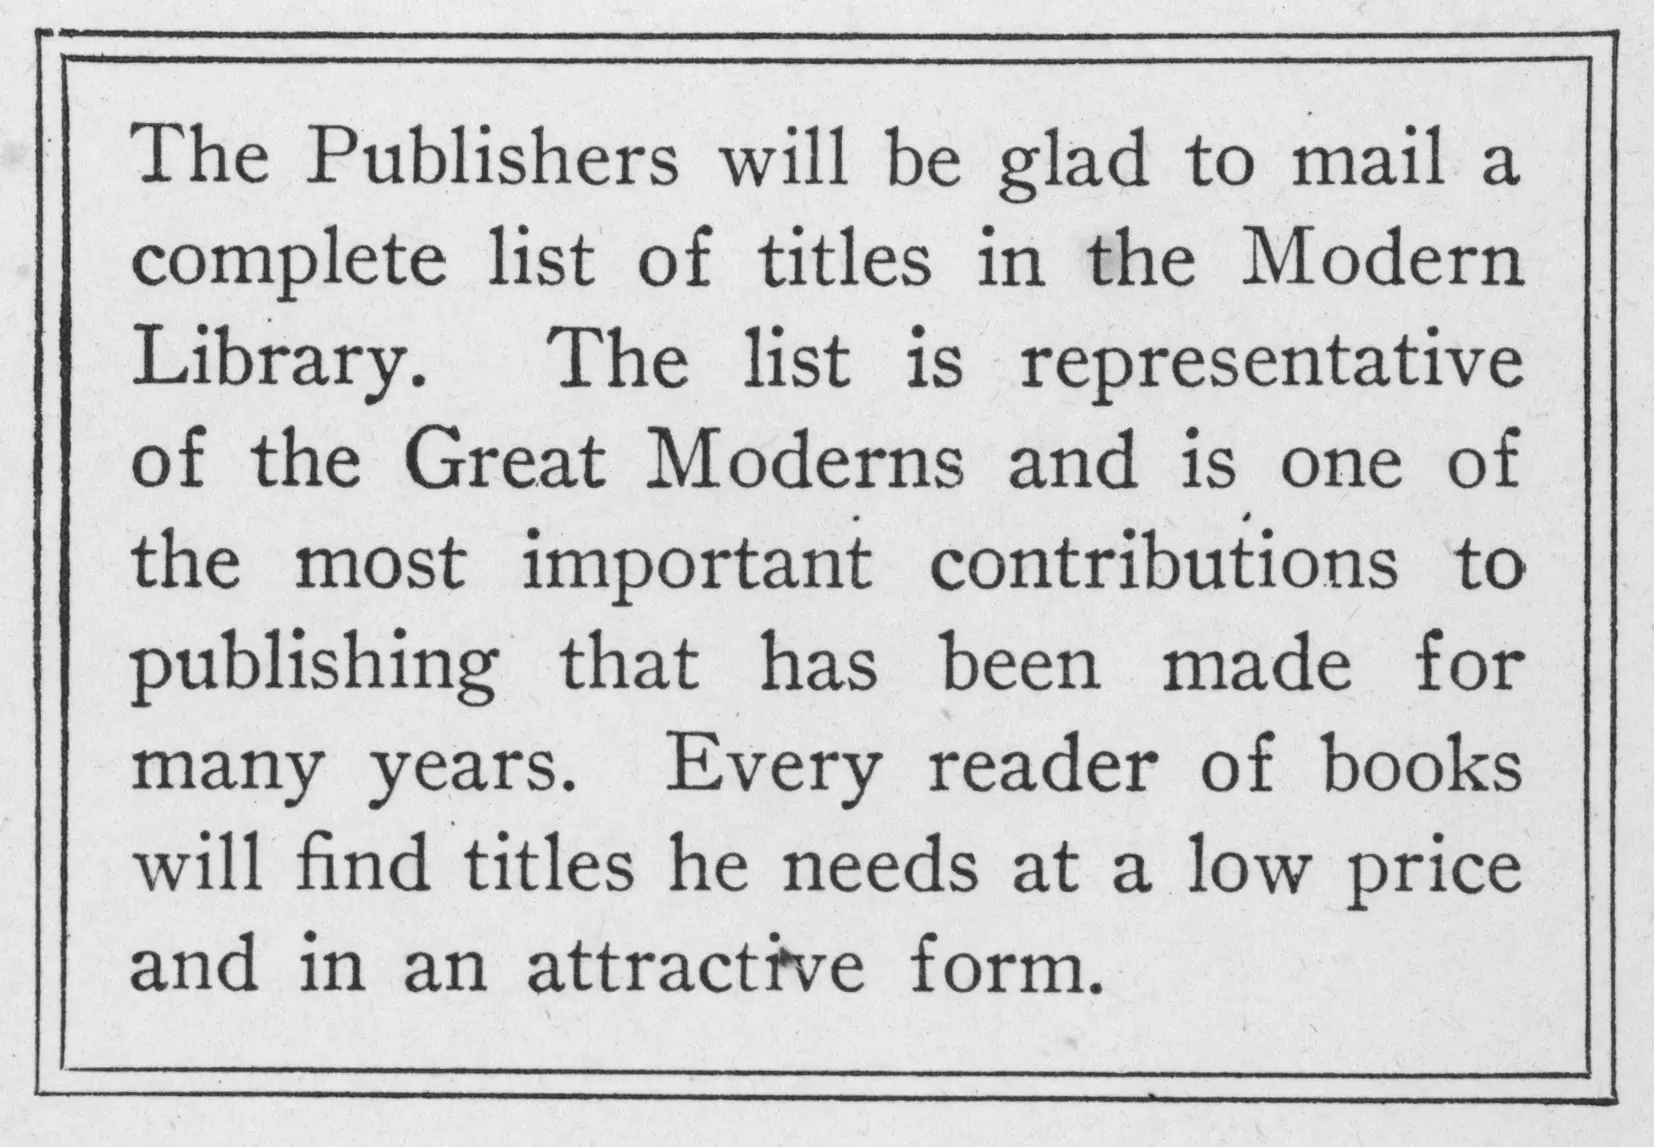 The Publishers will be glad to mail a
complete list of titles in the Modern
Library. The list is representative
of the Great Moderns and is one of
the most important contributions to
publishing that has been made for
many years. Every reader of books
will find titles he needs at a low price
and in an attractive form.